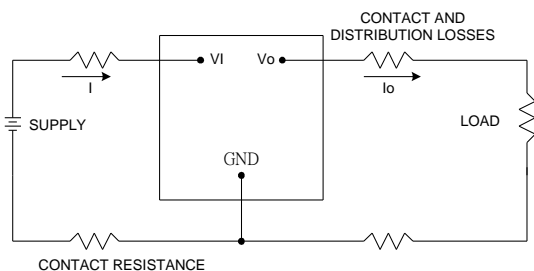 CONTACT AND
DISTRIBUTION LOSSES
VI
Vo
I
Io
SUPPLY
LOAD
GND
CONTACT RESISTANCE